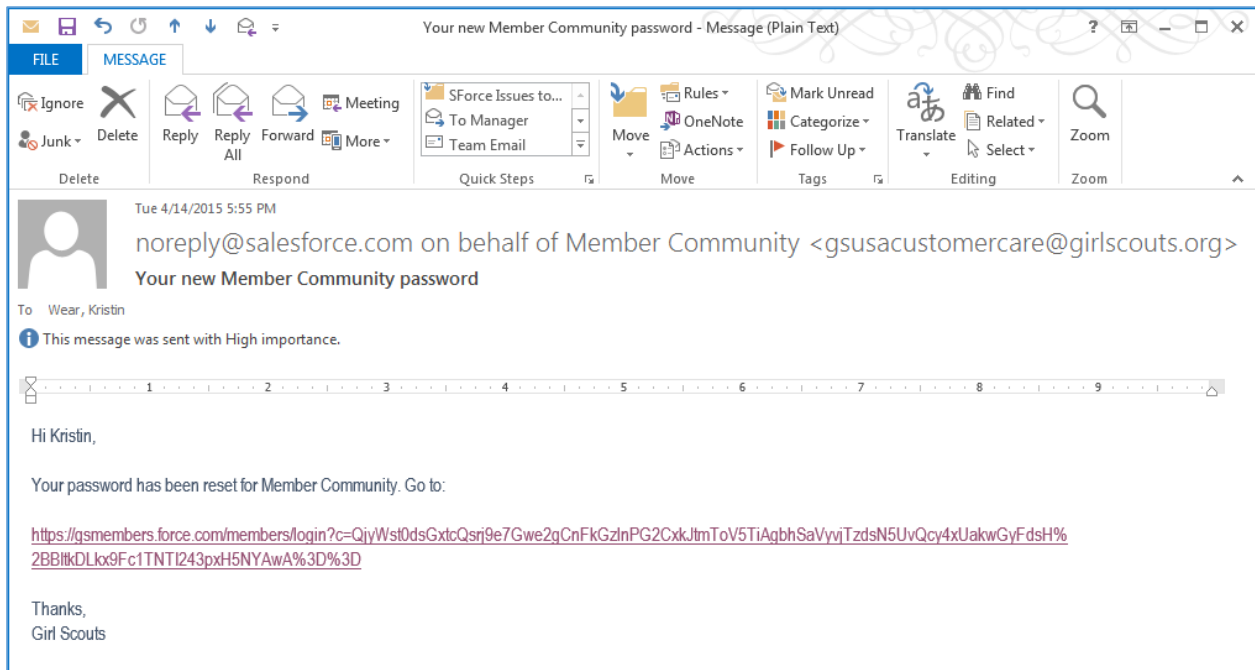 Your new Member Community password - Message (Plain Text)
?
FILE
MESSAGE
Ignore
Junk
Delete
Reply
Reply All
Forward
Meeting
More
SForce Issues to...
To Manager
Team Email
Move
Rules
OneNote
Actions
Mark Unread
Categorize
Follow Up
Translate
Find
Related
Select
Zoom
Delete
Respond
Quick Steps
Move
Tags
Editing
Zoom
Tue 4/14/2015 5:55 PM
noreply@salesforce.com on behalf of Member Community <gsusacustomercare@girlscouts.org>
Your new Member Community password
To Wear, Kristin
This message was sent with High importance.
1 2 3 4 5 6 7 8 9
Hi Kristin,
Your password has been reset for Member Community. Go to:
https://gsmembers.force.com/members/login?c=QjyWst0dsGxtcQsrj9e7Gwe2gCnFkGzlnPG2CxkJtmToV5TiAgbhSaVyvjTzdsN5UvQcy4xUakwGyFdsH%
2BBltkDLkx9Fc1TNTI243pxH5NYAwA%3D%3D
Thanks,
Girl Scouts